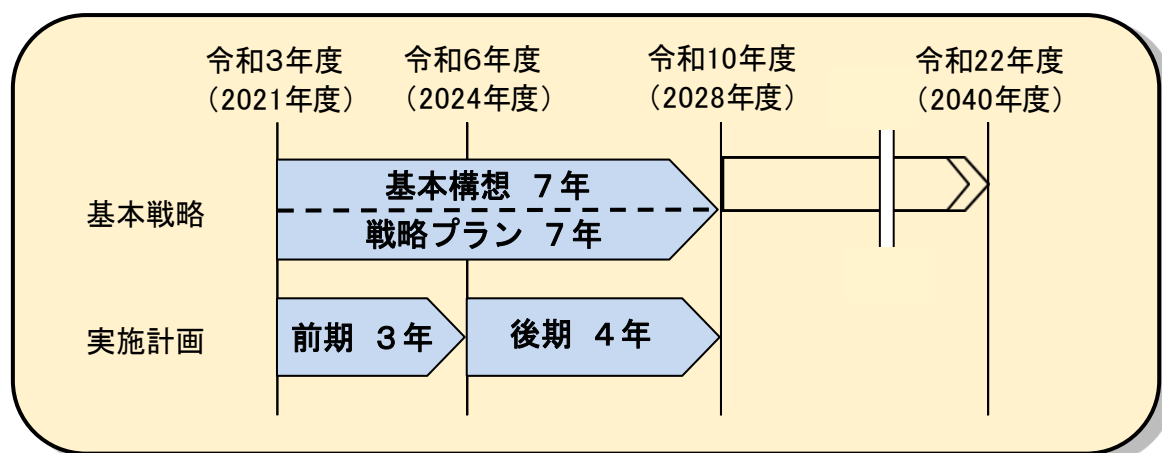 令和3年度
（2021年度）
令和6年度
（2024年度）
令和10年度
（2028年度）
令和22年度
（2040年度）
基本戦略
基本構想 ７年
戦略プラン ７年
実施計画
前期 ３年
後期 ４年